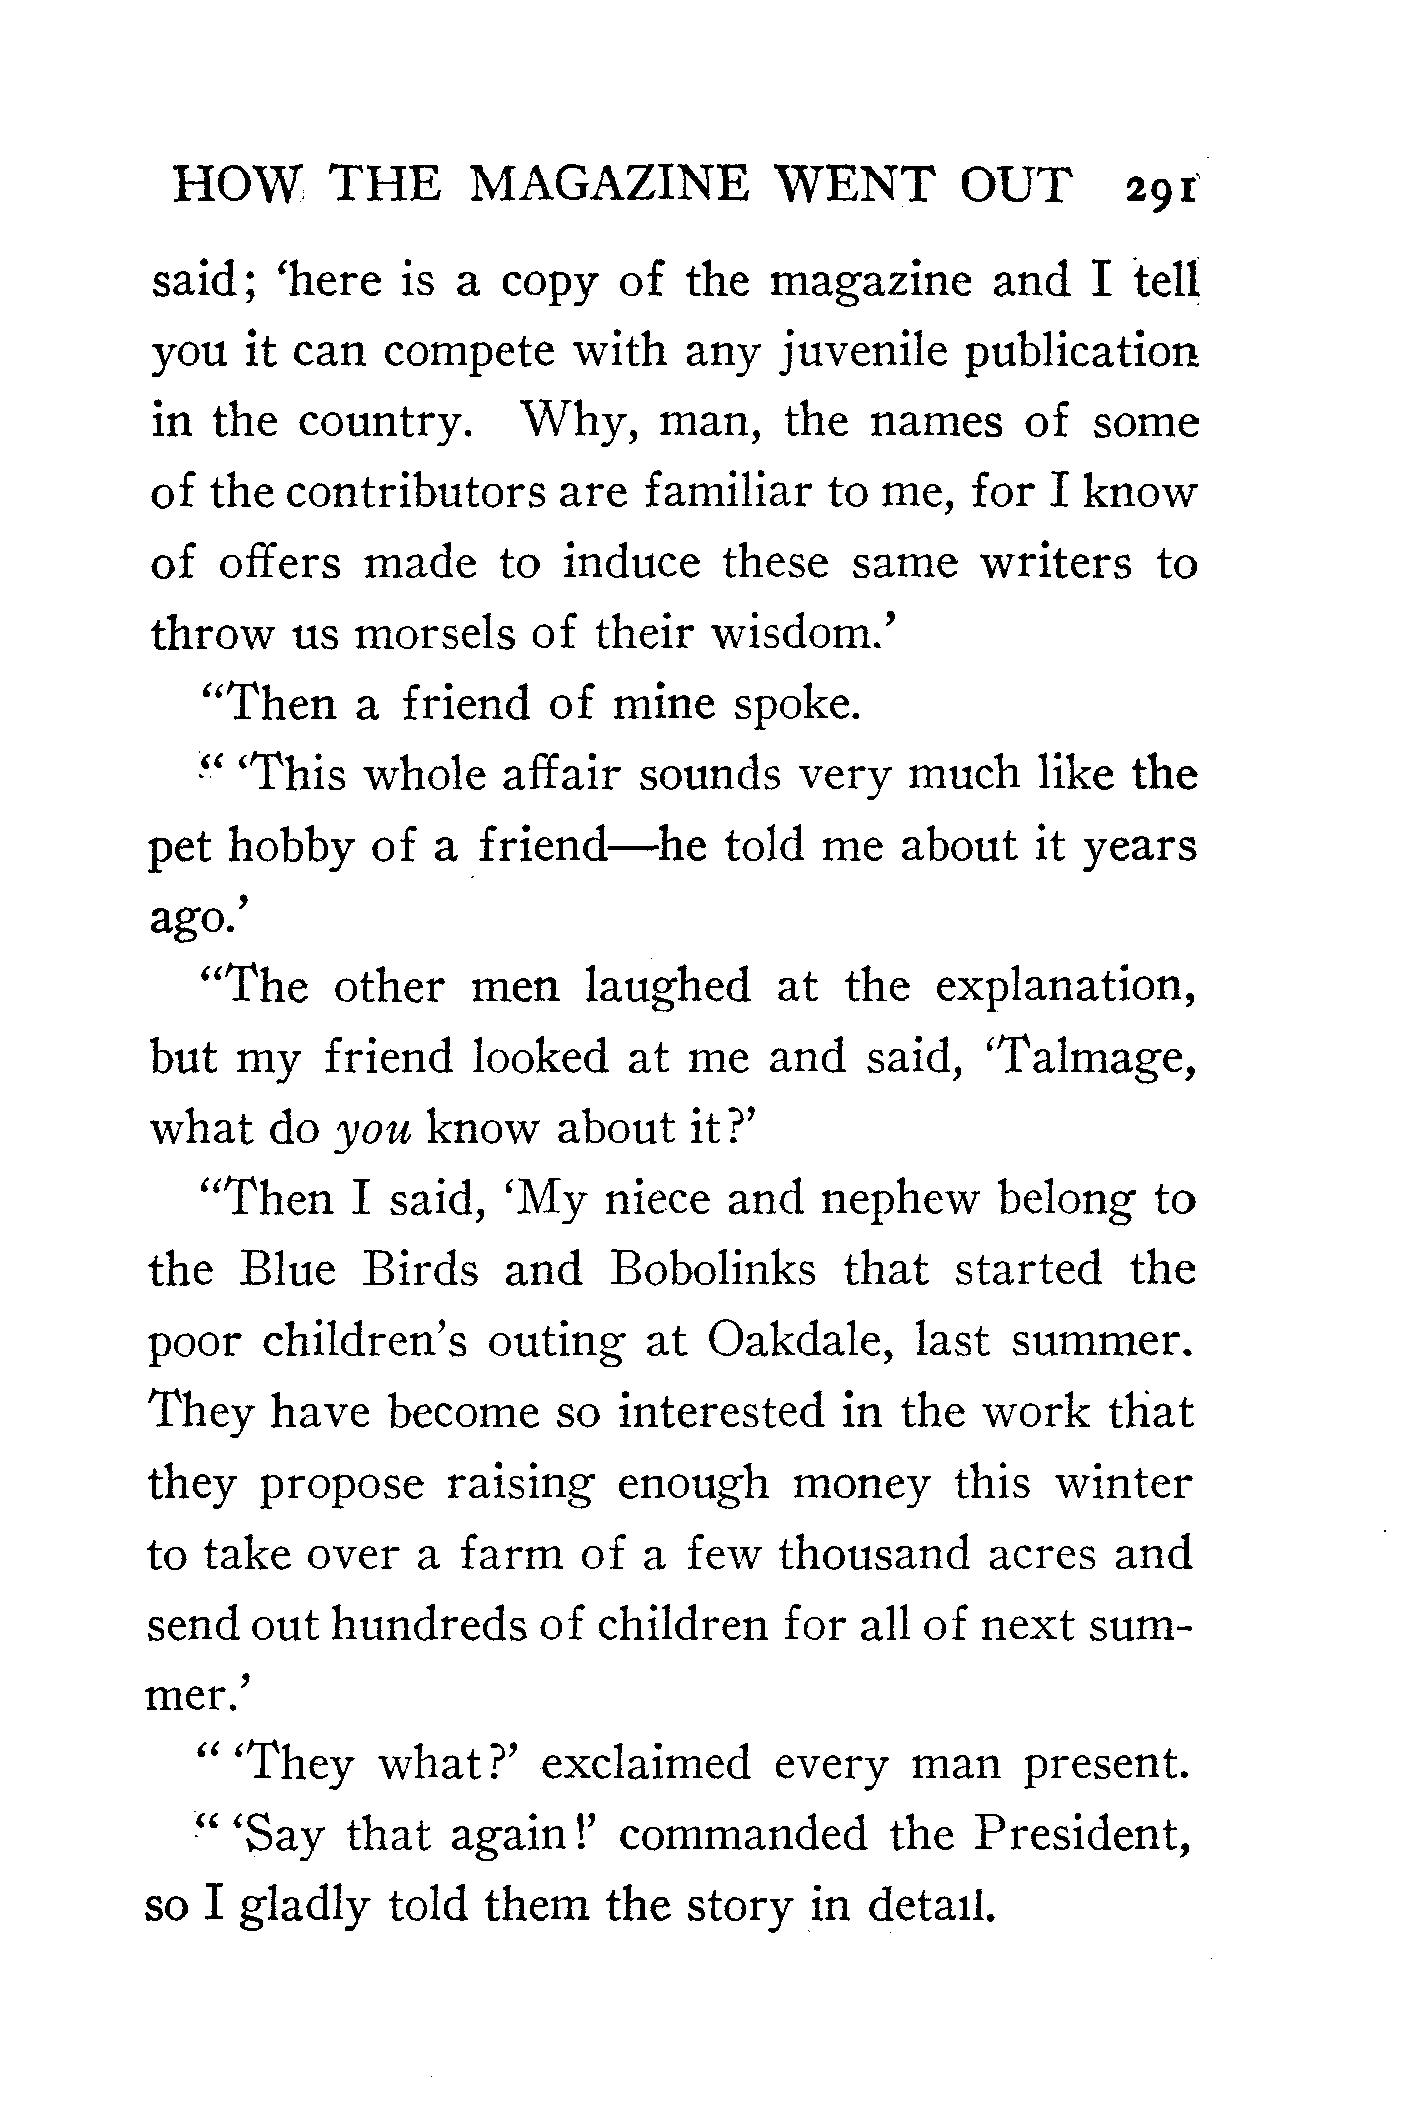 HOW THE MAGAZINE WENT OUT 291
said; 'here is a copy of the magazine and I tell
you it can compete with any juvenile publication
in the country. Why, man, the names of some
of the contributors are familiar to me, for I know
of offers made to induce these same writers to
throw us morsels of their wisdom.'
"Then a friend of mine spoke.
" 'This whole affair sounds very much like the
pet hobby of a friend—he told me about it years
ago.'
"The other men laughed at the explanation,
but my friend looked at me and said, 'Talmage,
what do you know about it?'
"Then I said, 'My niece and nephew belong to
the Blue Birds and Bobolinks that started the
poor children's outing at Oakdale, last summer.
They have become so interested in the work that
they propose raising enough money this winter
to take over a farm of a few thousand acres and
send out hundreds of children for all of next sum-
mer.'
" 'They what?' exclaimed every man present.
" 'Say that again!' commanded the President,
so I gladly told them the story in detail.